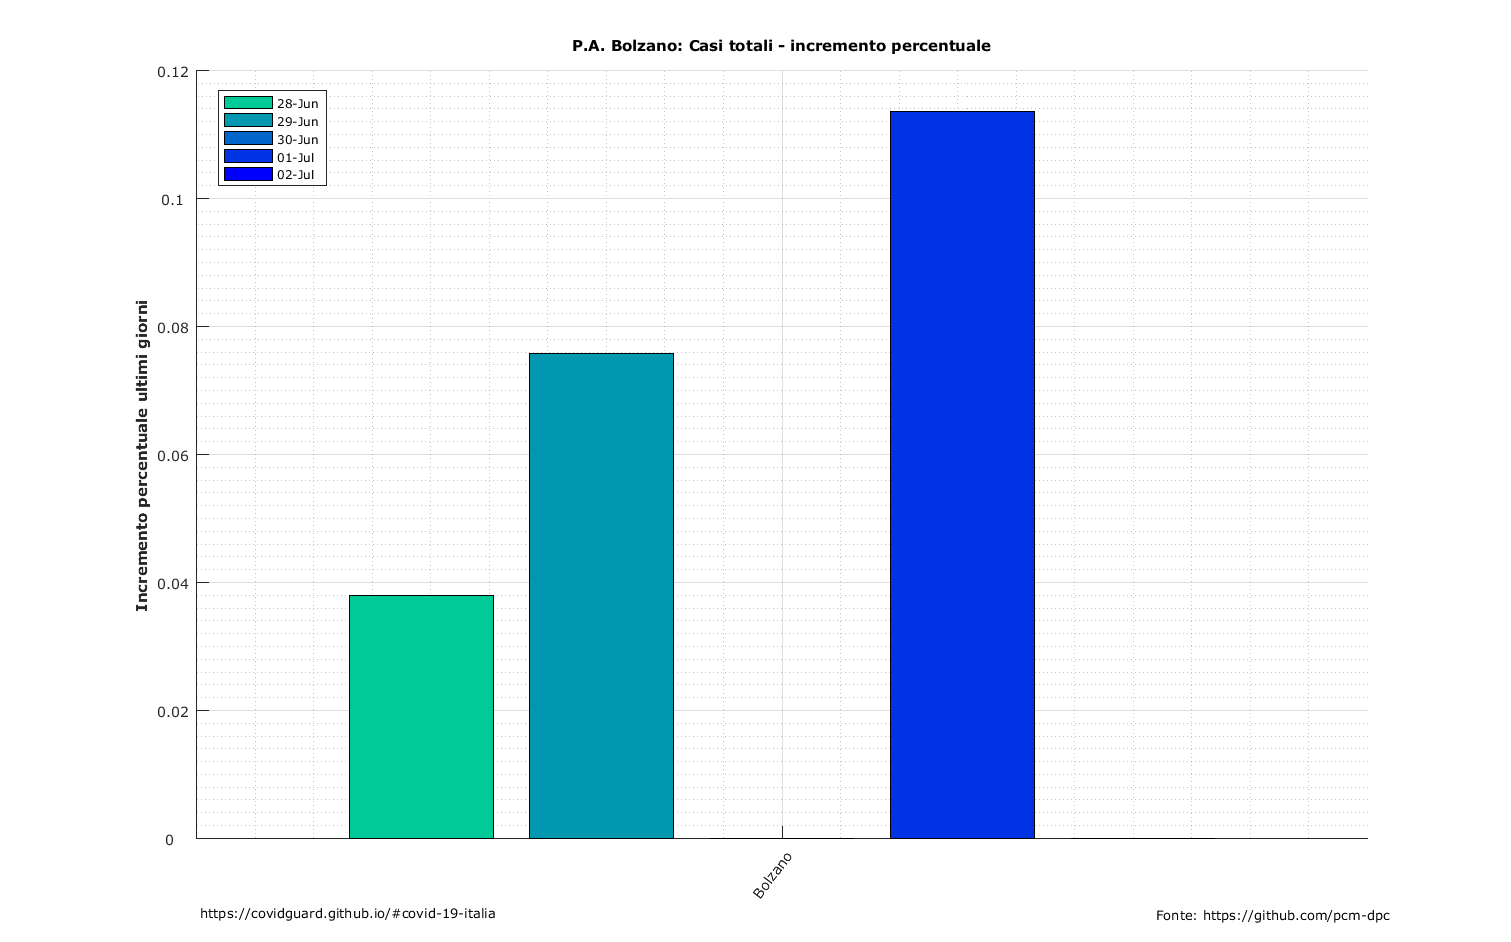 P.A. Bolzano: Casi totali - incremento percentuale
0.12
28-Jun
29-Jun
30-Jun
01-Jul
02-Jul
0.1
0.08
0.06
0.04
0.02
0
Incremento percentuale ultimi giorni
Bolzano
https://covidguard.github.io/#covid-19-italia
Fonte: https://github.com/pcm-dpc